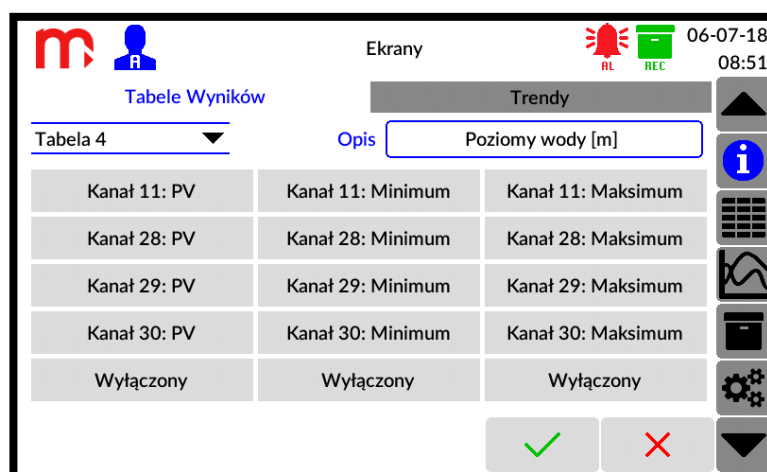 Ekrany
AL
REC
06-07-18
08:51
A
Tabele Wyników
Trendy
Tabela 4
Opis
Poziomy wody [m]
Kanał 11: PV Kanał 11: Minimum Kanał 11: Maksimum
Kanał 28: PV Kanał 28: Minimum Kanał 28: Maksimum
Kanał 29: PV Kanał 29: Minimum Kanał 29: Maksimum
Kanał 30: PV Kanał 30: Minimum Kanał 30: Maksimum
Wyłączony Wyłączony Wyłączony